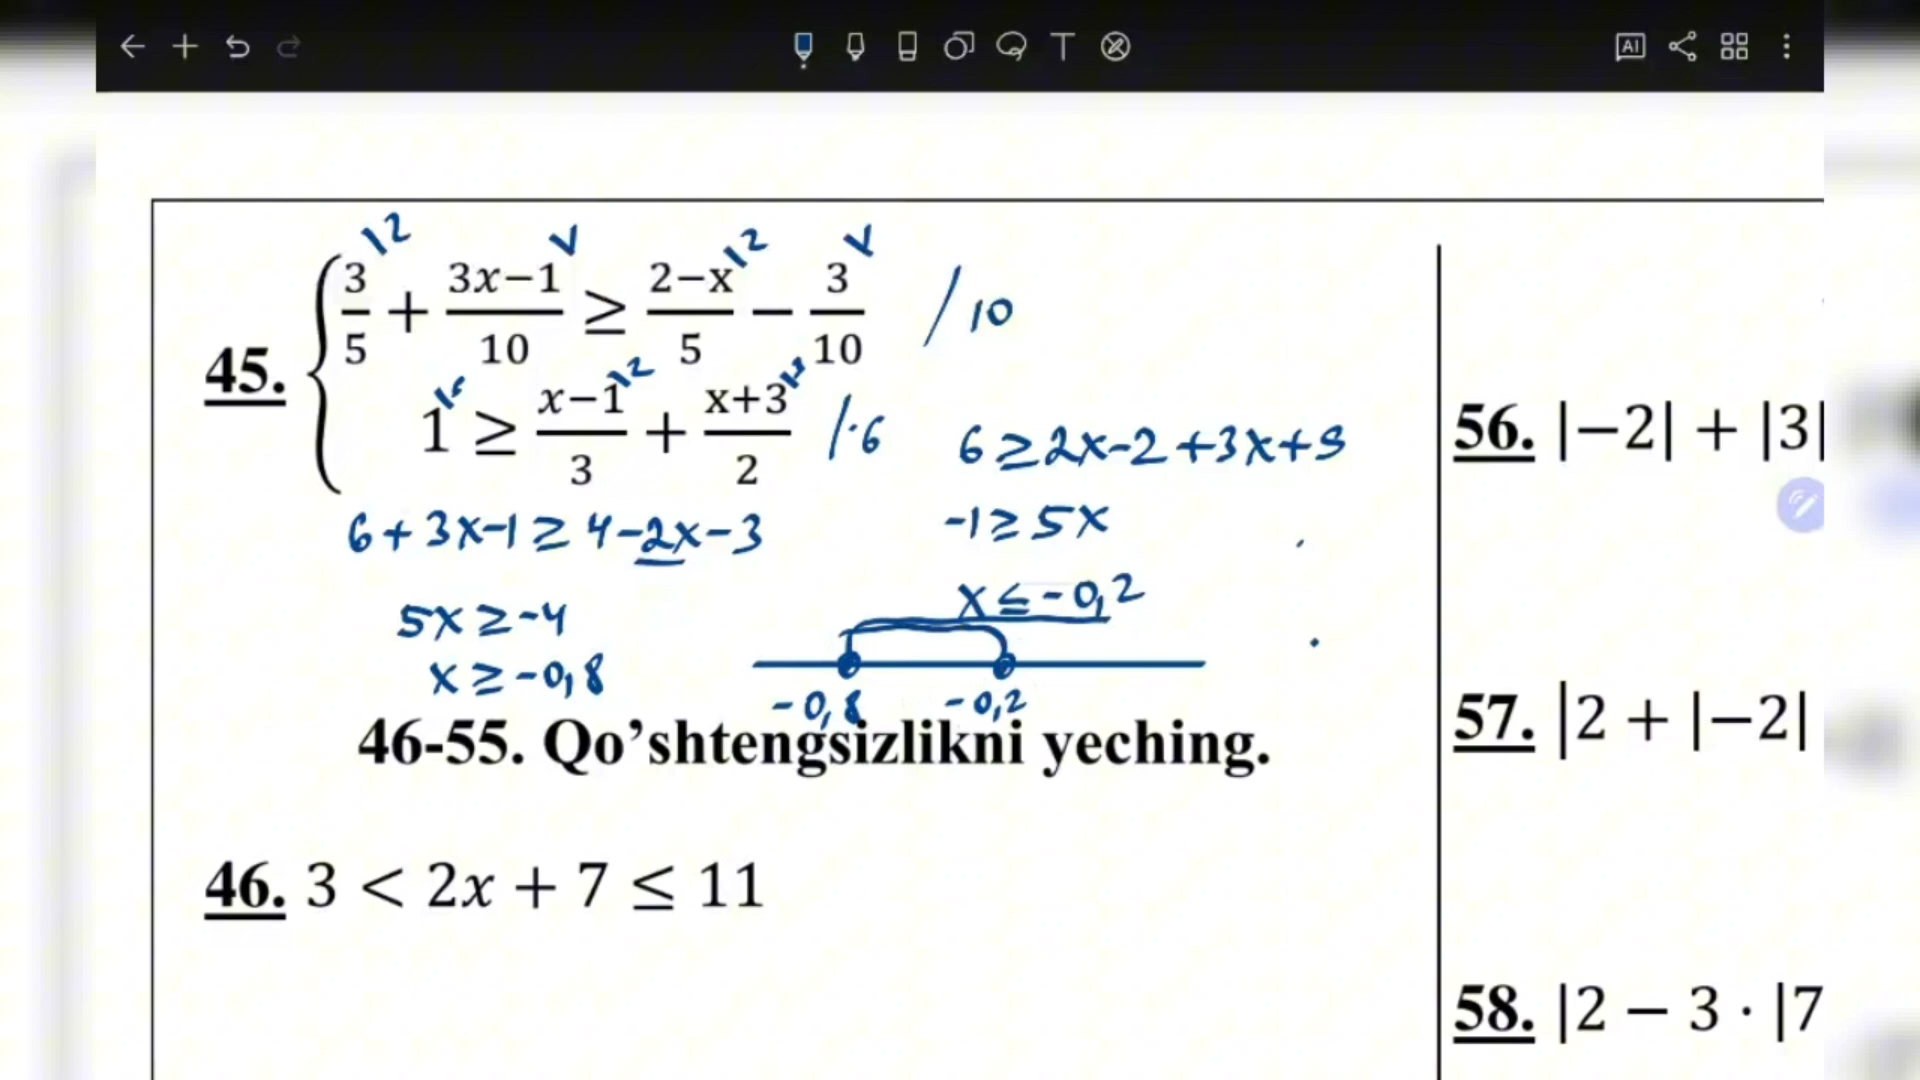 45. { 3/5 + 3x−1/10 ≥ 2−x/5 − 3/10 /10
1 ≥ x−1/3 + x+3/2 /·6
6≥2x-2+3x+9
6+3x-1≥4-2x-3
-1≥5x
5x≥-4
x≤-0,2
x≥-0,8
-0,8 -0,2
46-55. Qo’shtengsizlikni yeching.
46. 3 < 2x + 7 ≤ 11
56. |−2| + |3|
57. |2 + |−2|
58. |2 − 3 · |7
T
AI